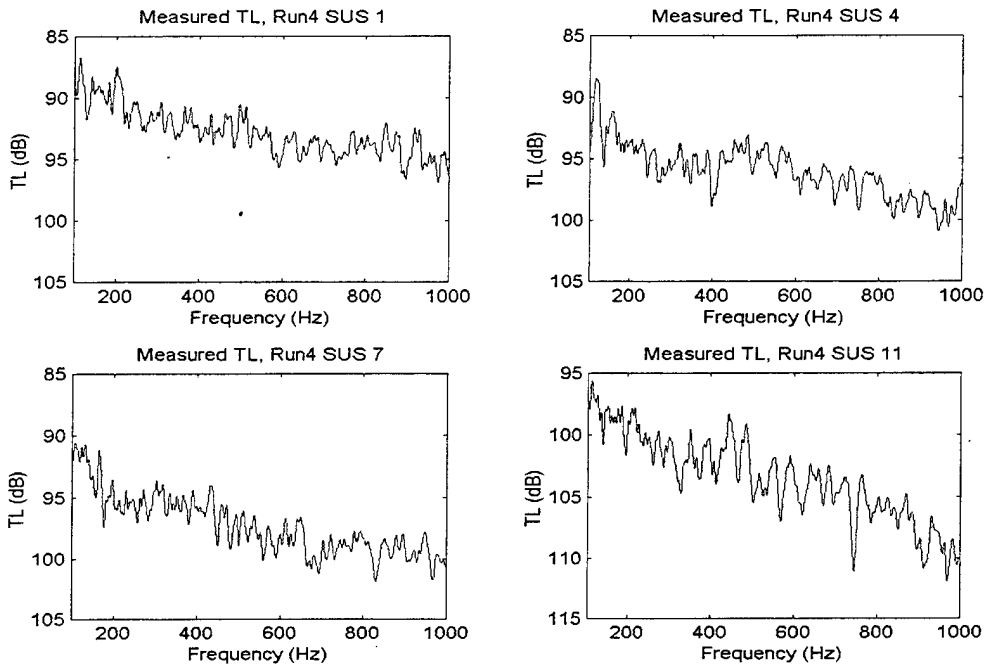 Measured TL, Run4 SUS 1
85
90
95
100
105
TL (dB)
200 400 600 800 1000
Frequency (Hz)
Measured TL, Run4 SUS 4
85
90
95
100
105
TL (dB)
200 400 600 800 1000
Frequency (Hz)
Measured TL, Run4 SUS 7
85
90
95
100
105
TL (dB)
200 400 600 800 1000
Frequency (Hz)
Measured TL, Run4 SUS 11
95
100
105
110
115
TL (dB)
200 400 600 800 1000
Frequency (Hz)